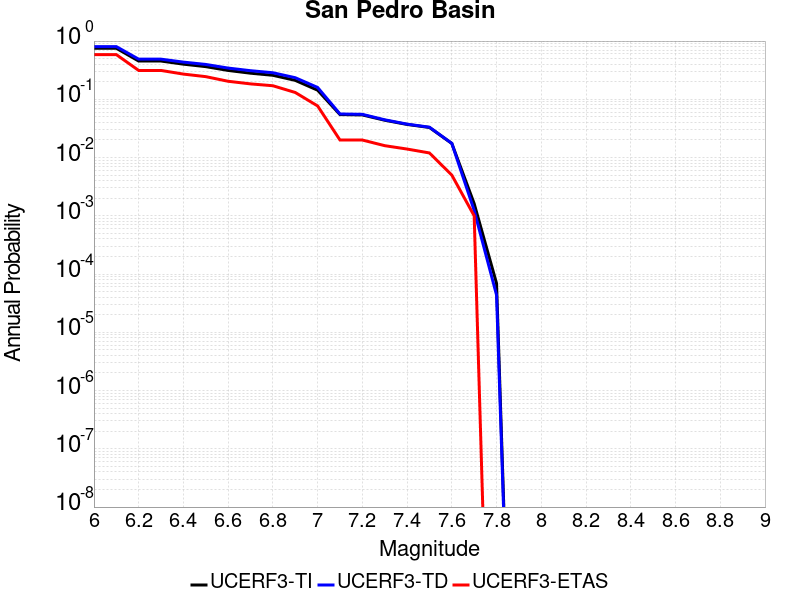 San Pedro Basin
10^0
10^-1
10^-2
10^-3
10^-4
10^-5
10^-6
10^-7
10^-8
Annual Probability
6 6.2 6.4 6.6 6.8 7 7.2 7.4 7.6 7.8 8 8.2 8.4 8.6 8.8 9
Magnitude
UCERF3-TI UCERF3-TD UCERF3-ETAS